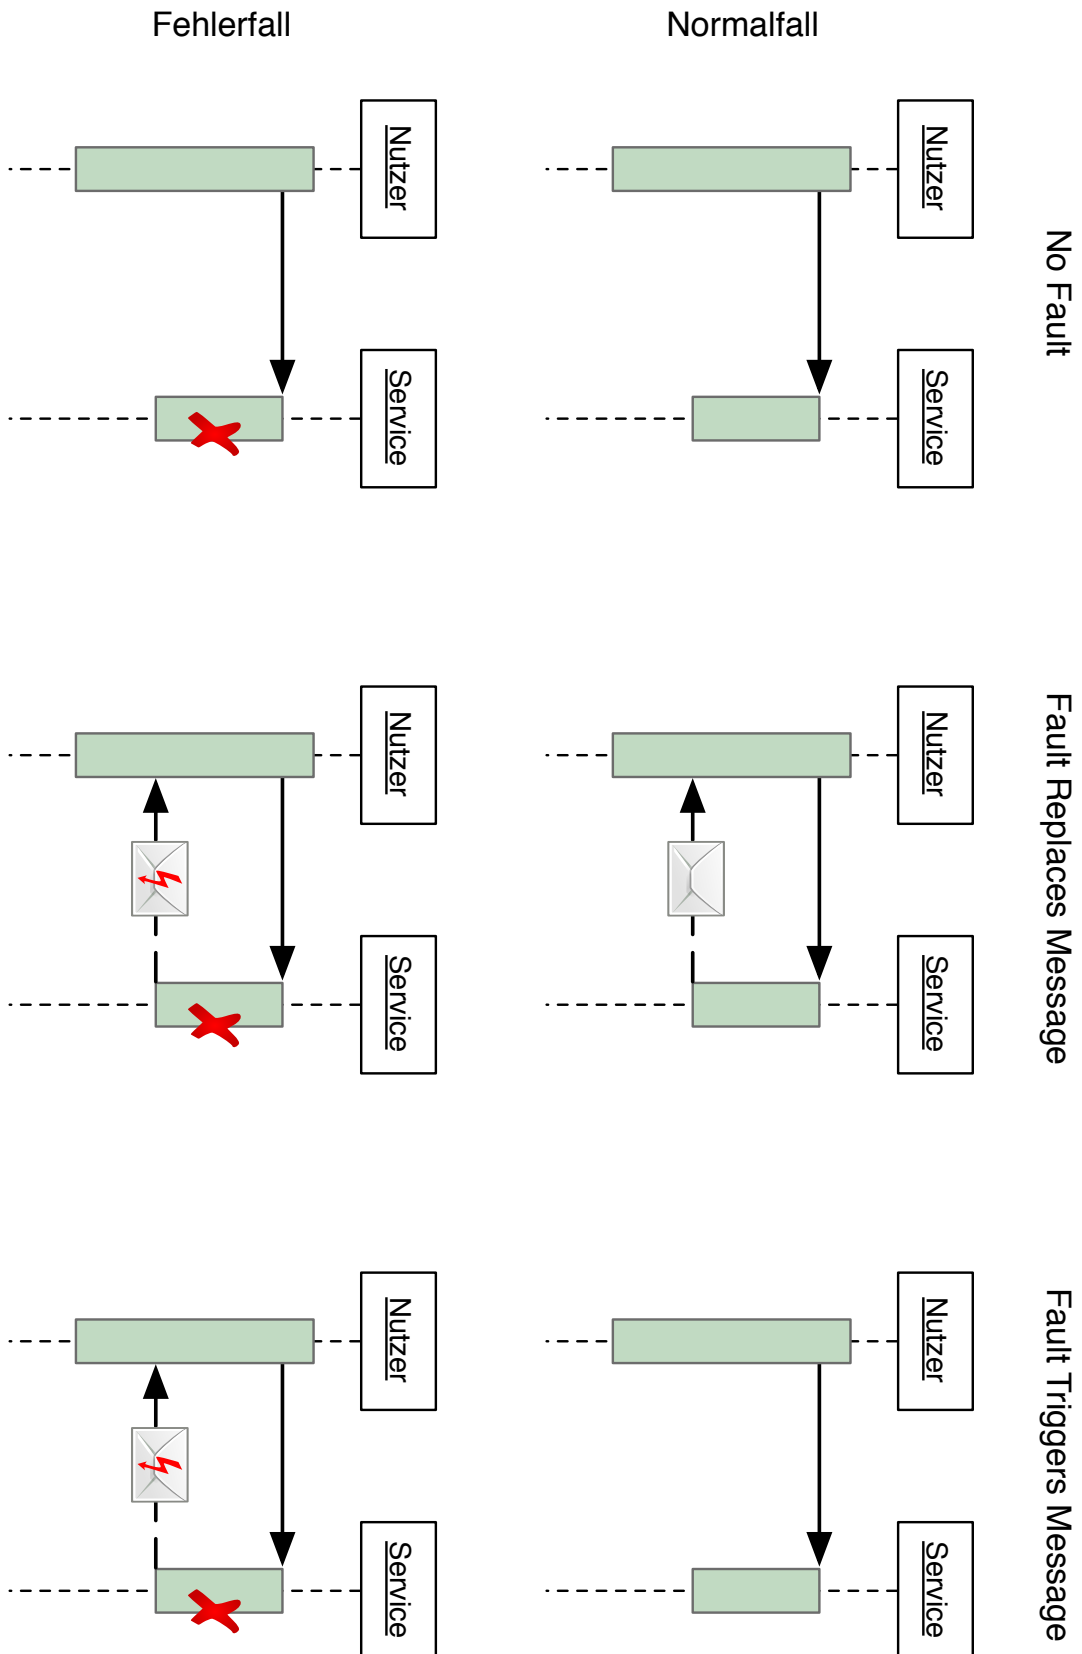 Fehlerfall
Normalfall
No Fault
Nutzer
Service
Nutzer
Service
Fault Replaces Message
Nutzer
Service
Nutzer
Service
Fault Triggers Message
Nutzer
Service
Nutzer
Service